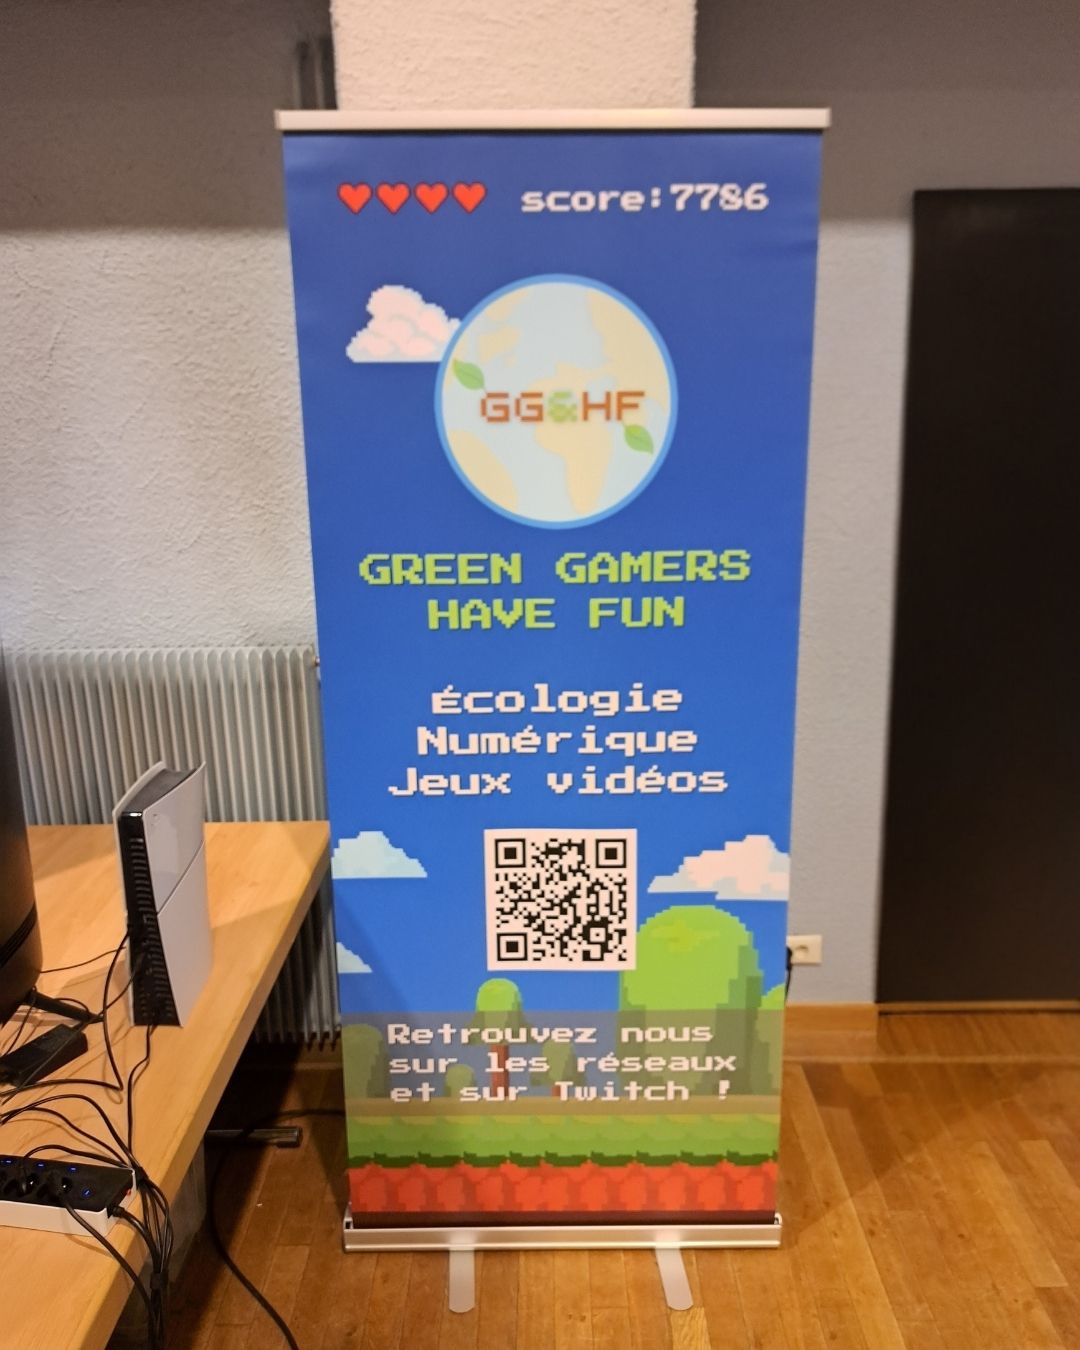 score:7786
GG&HF
GREEN GAMERS
HAVE FUN
Écologie
Numérique
Jeux vidéos
Retrouvez nous
sur les réseaux
et sur Twitch !